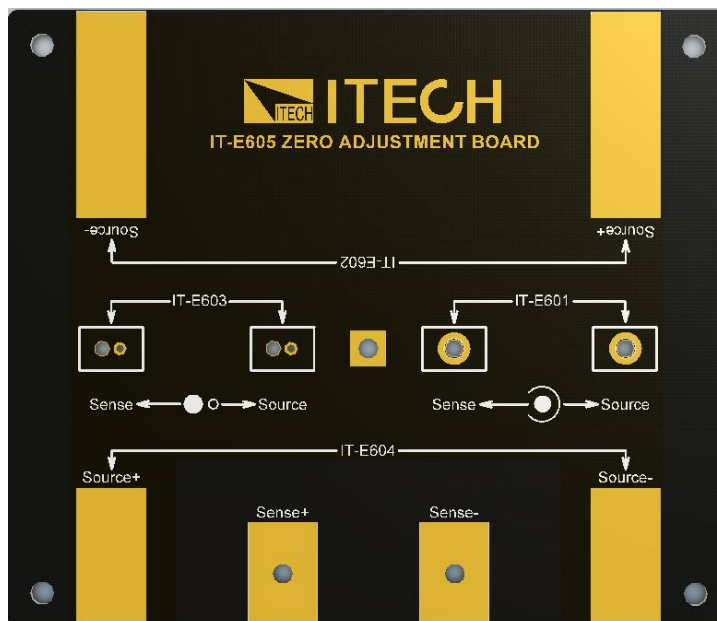 ITECH
ITECH
IT-E605 ZERO ADJUSTMENT BOARD
Source- Source+
IT-E602
IT-E603 IT-E601
Sense Source Sense Source
IT-E604
Source+ Source-
Sense+ Sense-